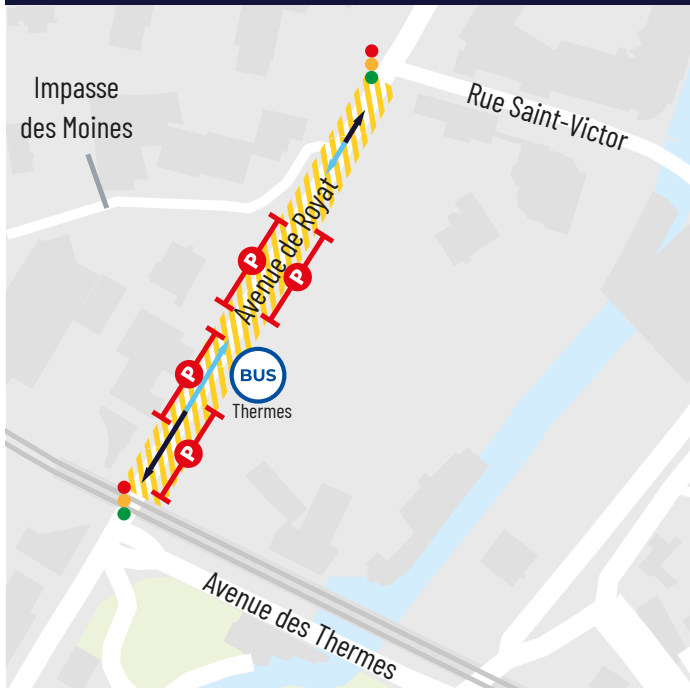 Impasse
des Moines
Rue Saint-Victor
Avenue de Royat
P
P
P
P
BUS
Thermes
Avenue des Thermes